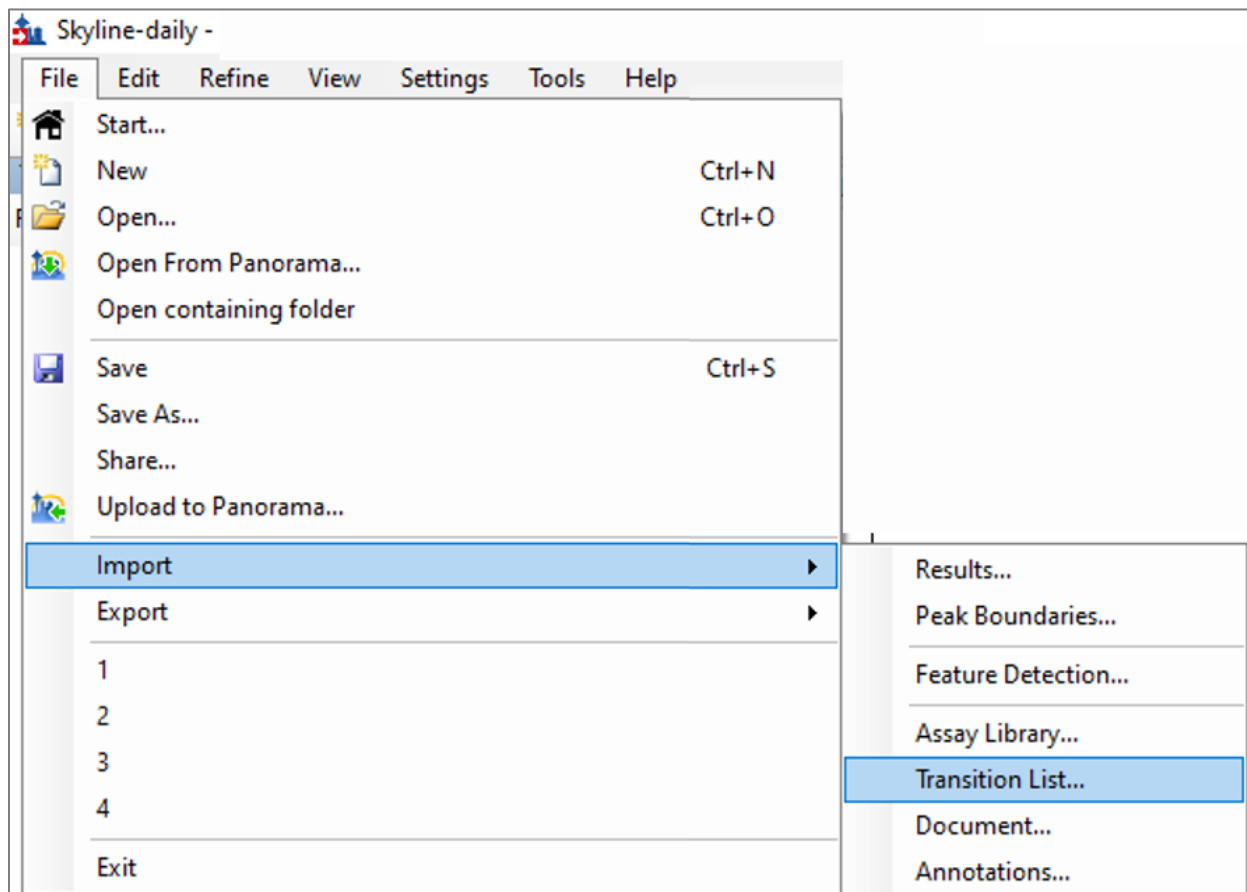 Skyline-daily -
File Edit Refine View Settings Tools Help
Start...
New Ctrl+N
Open... Ctrl+O
Open From Panorama...
Open containing folder
Save Ctrl+S
Save As...
Share...
Upload to Panorama...
Import
Export
1
2
3
4
Exit
Results...
Peak Boundaries...
Feature Detection...
Assay Library...
Transition List...
Document...
Annotations...